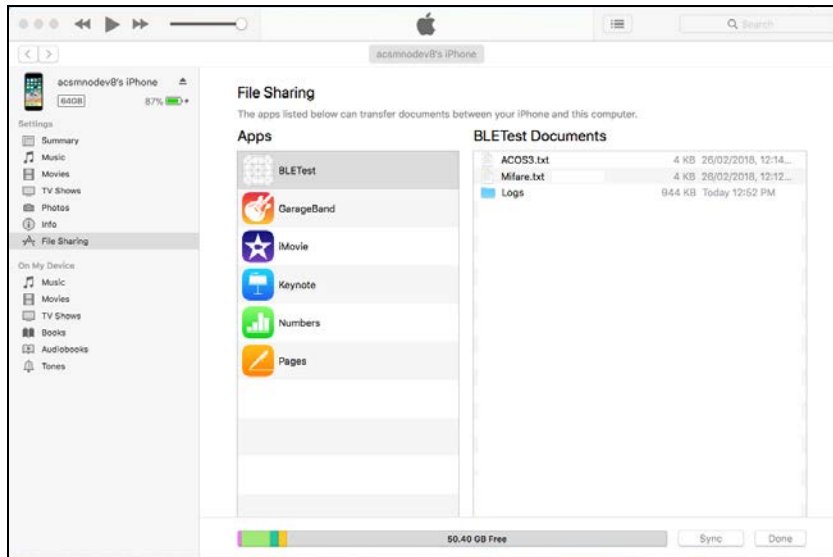 Search
acsmnodev8's iPhone
acsmnodev8's iPhone
64GB
87%
Settings
Summary
Music
Movies
TV Shows
Photos
Info
File Sharing
On My Device
Music
Movies
TV Shows
Books
Audiobooks
Tones
File Sharing
The apps listed below can transfer documents between your iPhone and this computer.
Apps
BLETest
GarageBand
iMovie
Keynote
Numbers
Pages
BLETest Documents
ACOS3.txt 4 KB 26/02/2018, 12:14...
Mifare.txt 4 KB 26/02/2018, 12:12...
Logs 944 KB Today 12:52 PM
50.40 GB Free
Sync
Done